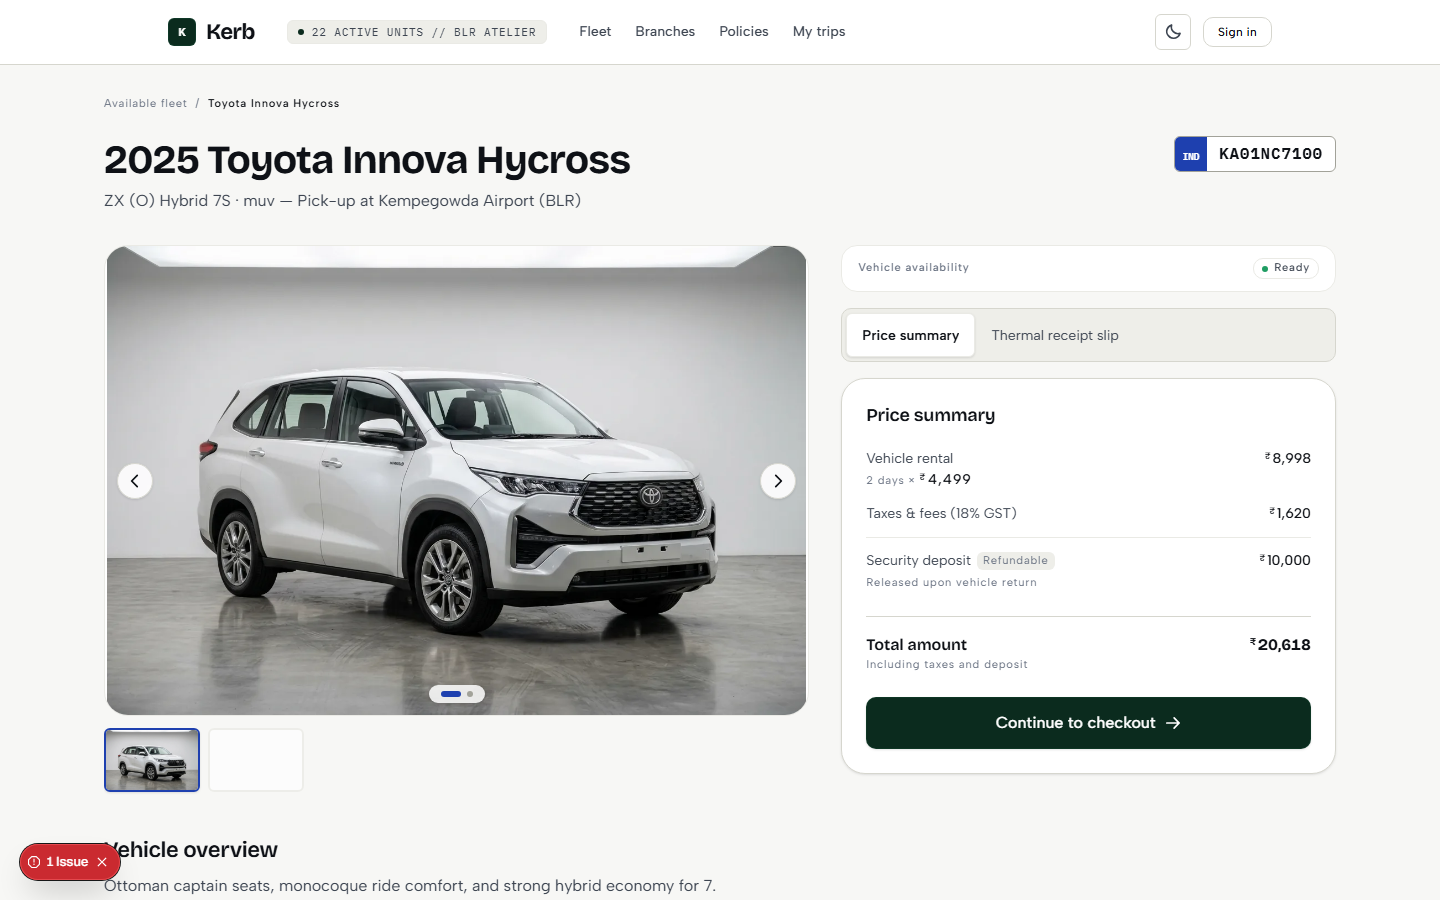 K Kerb
22 ACTIVE UNITS // BLR ATELIER
Fleet
Branches
Policies
My trips
Sign in
Available fleet / Toyota Innova Hycross
2025 Toyota Innova Hycross
IND KA01NC7100
ZX (O) Hybrid 7S · muv — Pick-up at Kempegowda Airport (BLR)
Vehicle availability
Ready
Price summary
Thermal receipt slip
Price summary
Vehicle rental ₹8,998
2 days × ₹4,499
Taxes & fees (18% GST) ₹1,620
Security deposit Refundable ₹10,000
Released upon vehicle return
Total amount ₹20,618
Including taxes and deposit
Continue to checkout →
Vehicle overview
1 Issue
Ottoman captain seats, monocoque ride comfort, and strong hybrid economy for 7.